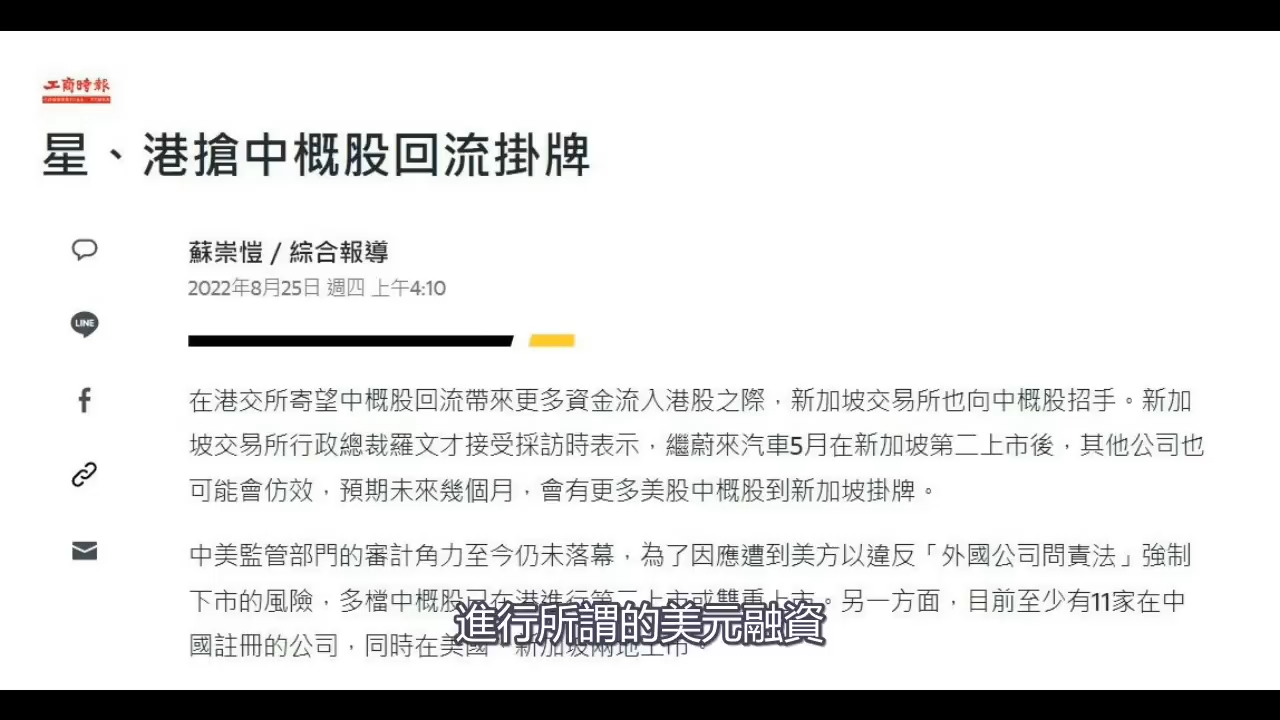 工商時報
星、港搶中概股回流掛牌
蘇崇愷 / 綜合報導
2022年8月25日 週四 上午4:10
LINE
在港交所寄望中概股回流帶來更多資金流入港股之際，新加坡交易所也向中概股招手。新加
坡交易所行政總裁羅文才接受採訪時表示，繼蔚來汽車5月在新加坡第二上市後，其他公司也
可能會仿效，預期未來幾個月，會有更多美股中概股到新加坡掛牌。
中美監管部門的審計角力至今仍未落幕，為了因應遭到美方以違反「外國公司問責法」強制
下市的風險，多檔中概股已在港進行第二上市或雙重上市。另一方面，目前至少有11家在中
國註冊的公司，同時在美國、新加坡兩地上市。
進行所謂的美元融資